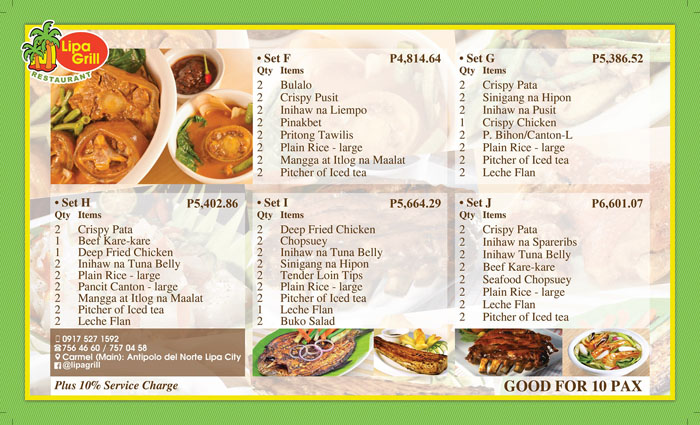 Lipa
Grill
RESTAURANT
• Set F P4,814.64
Qty Items
2 Bulalo
2 Crispy Pusit
2 Inihaw na Liempo
2 Pinakbet
2 Pritong Tawilis
2 Plain Rice - large
2 Mangga at Itlog na Maalat
2 Pitcher of Iced tea
• Set G P5,386.52
Qty Items
2 Crispy Pata
2 Sinigang na Hipon
2 Inihaw na Pusit
1 Crispy Chicken
2 P. Bihon/Canton-L
2 Plain Rice - large
2 Pitcher of Iced tea
2 Leche Flan
• Set H P5,402.86
Qty Items
2 Crispy Pata
1 Beef Kare-kare
1 Deep Fried Chicken
2 Inihaw na Tuna Belly
2 Plain Rice - large
2 Pancit Canton - large
2 Mangga at Itlog na Maalat
2 Pitcher of Iced tea
2 Leche Flan
• Set I P5,664.29
Qty Items
2 Deep Fried Chicken
2 Chopsuey
2 Inihaw na Tuna Belly
2 Sinigang na Hipon
2 Tender Loin Tips
2 Plain Rice - large
2 Pitcher of Iced tea
1 Leche Flan
2 Buko Salad
• Set J P6,601.07
Qty Items
2 Crispy Pata
2 Inihaw na Spareribs
2 Inihaw Tuna Belly
2 Beef Kare-kare
2 Seafood Chopsuey
2 Plain Rice - large
2 Leche Flan
2 Pitcher of Iced tea
0917 527 1592
756 46 60 / 757 04 58
Carmel (Main): Antipolo del Norte Lipa City
@lipagrill
Plus 10% Service Charge
GOOD FOR 10 PAX